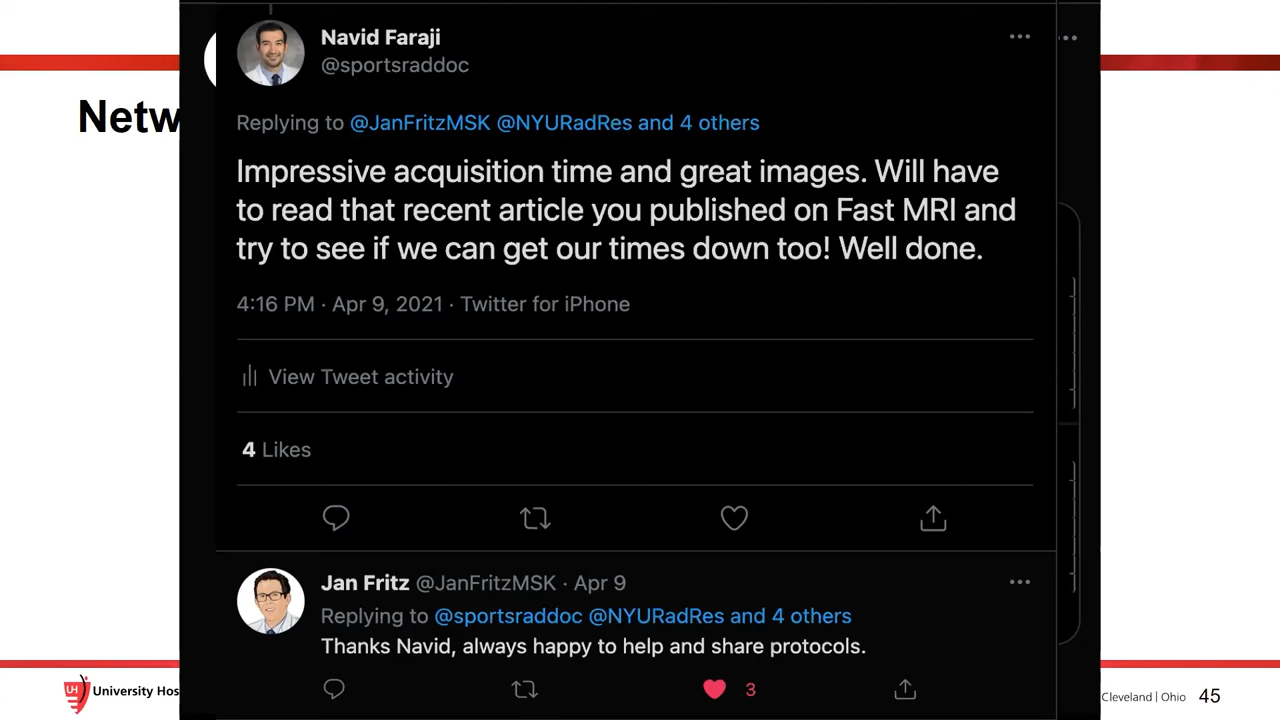 Navid Faraji
@sportsraddoc
Netw
Replying to @JanFritzMSK @NYURadRes and 4 others
Impressive acquisition time and great images. Will have
to read that recent article you published on Fast MRI and
try to see if we can get our times down too! Well done.
4:16 PM · Apr 9, 2021 · Twitter for iPhone
View Tweet activity
4 Likes
Jan Fritz @JanFritzMSK · Apr 9
Replying to @sportsraddoc @NYURadRes and 4 others
Thanks Navid, always happy to help and share protocols.
3
UH University Hos
Cleveland | Ohio 45